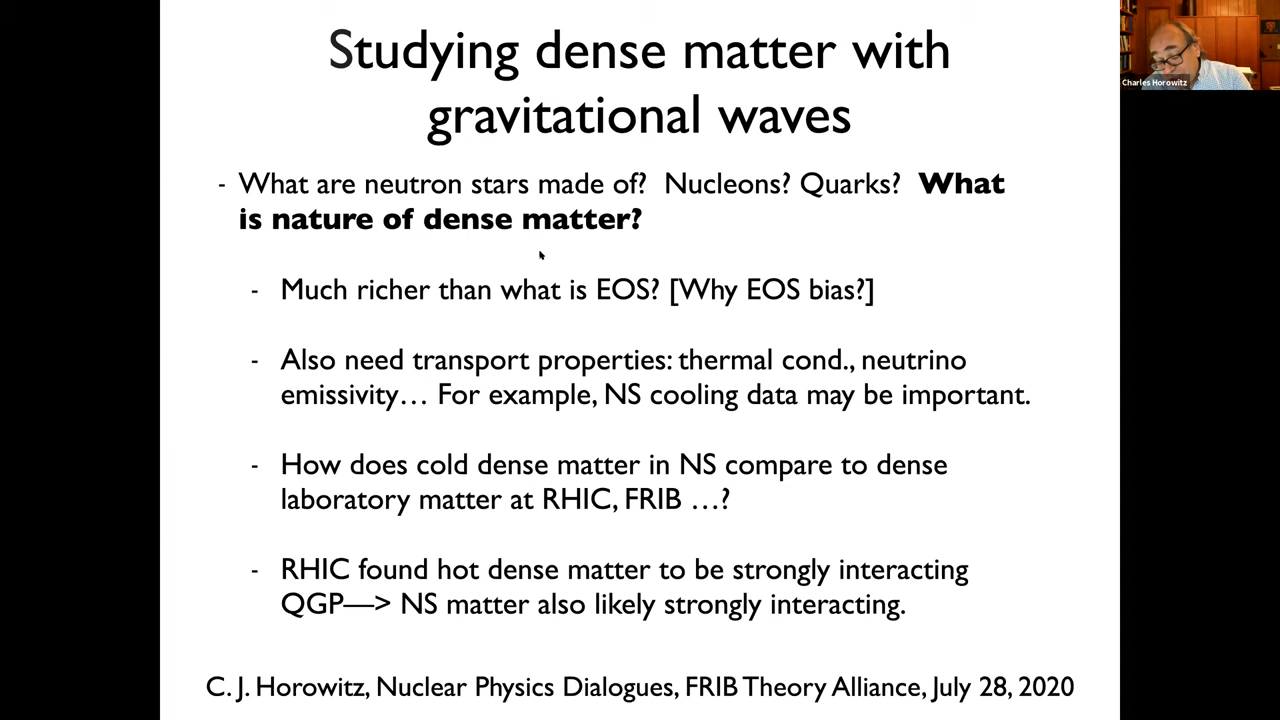 Studying dense matter with
gravitational waves
- What are neutron stars made of? Nucleons? Quarks? What
is nature of dense matter?
- Much richer than what is EOS? [Why EOS bias?]
- Also need transport properties: thermal cond., neutrino
emissivity… For example, NS cooling data may be important.
- How does cold dense matter in NS compare to dense
laboratory matter at RHIC, FRIB …?
- RHIC found hot dense matter to be strongly interacting
QGP—> NS matter also likely strongly interacting.
C. J. Horowitz, Nuclear Physics Dialogues, FRIB Theory Alliance, July 28, 2020
Charles Horowitz